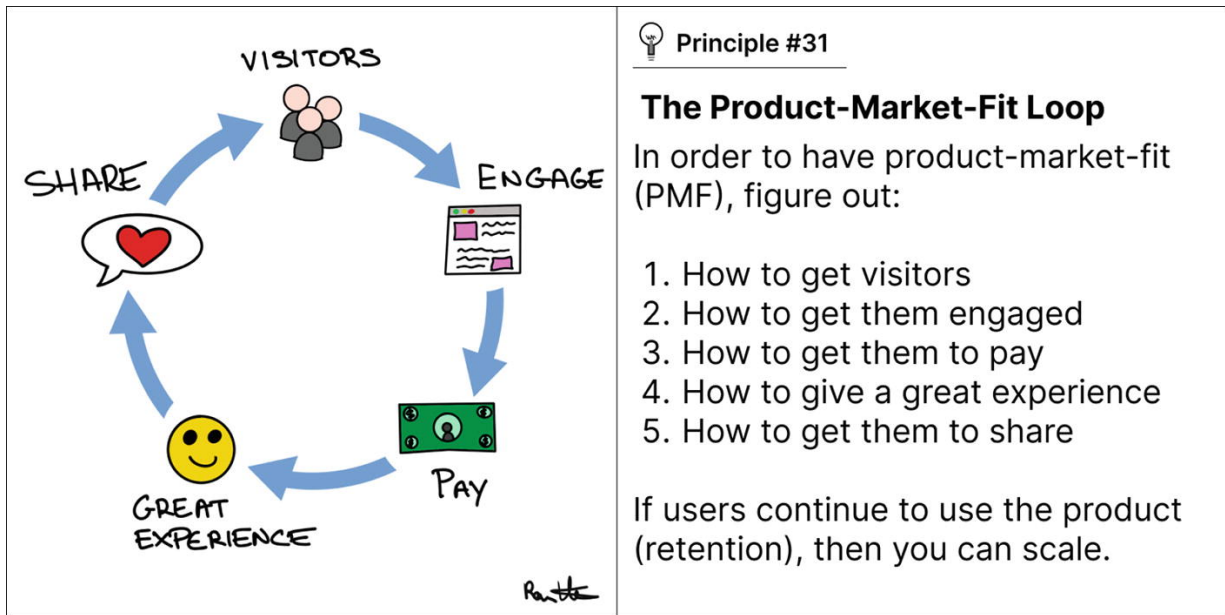 VISITORS
ENGAGE
PAY
GREAT
EXPERIENCE
SHARE
Principle #31
The Product-Market-Fit Loop
In order to have product-market-fit
(PMF), figure out:
1. How to get visitors
2. How to get them engaged
3. How to get them to pay
4. How to give a great experience
5. How to get them to share
If users continue to use the product
(retention), then you can scale.